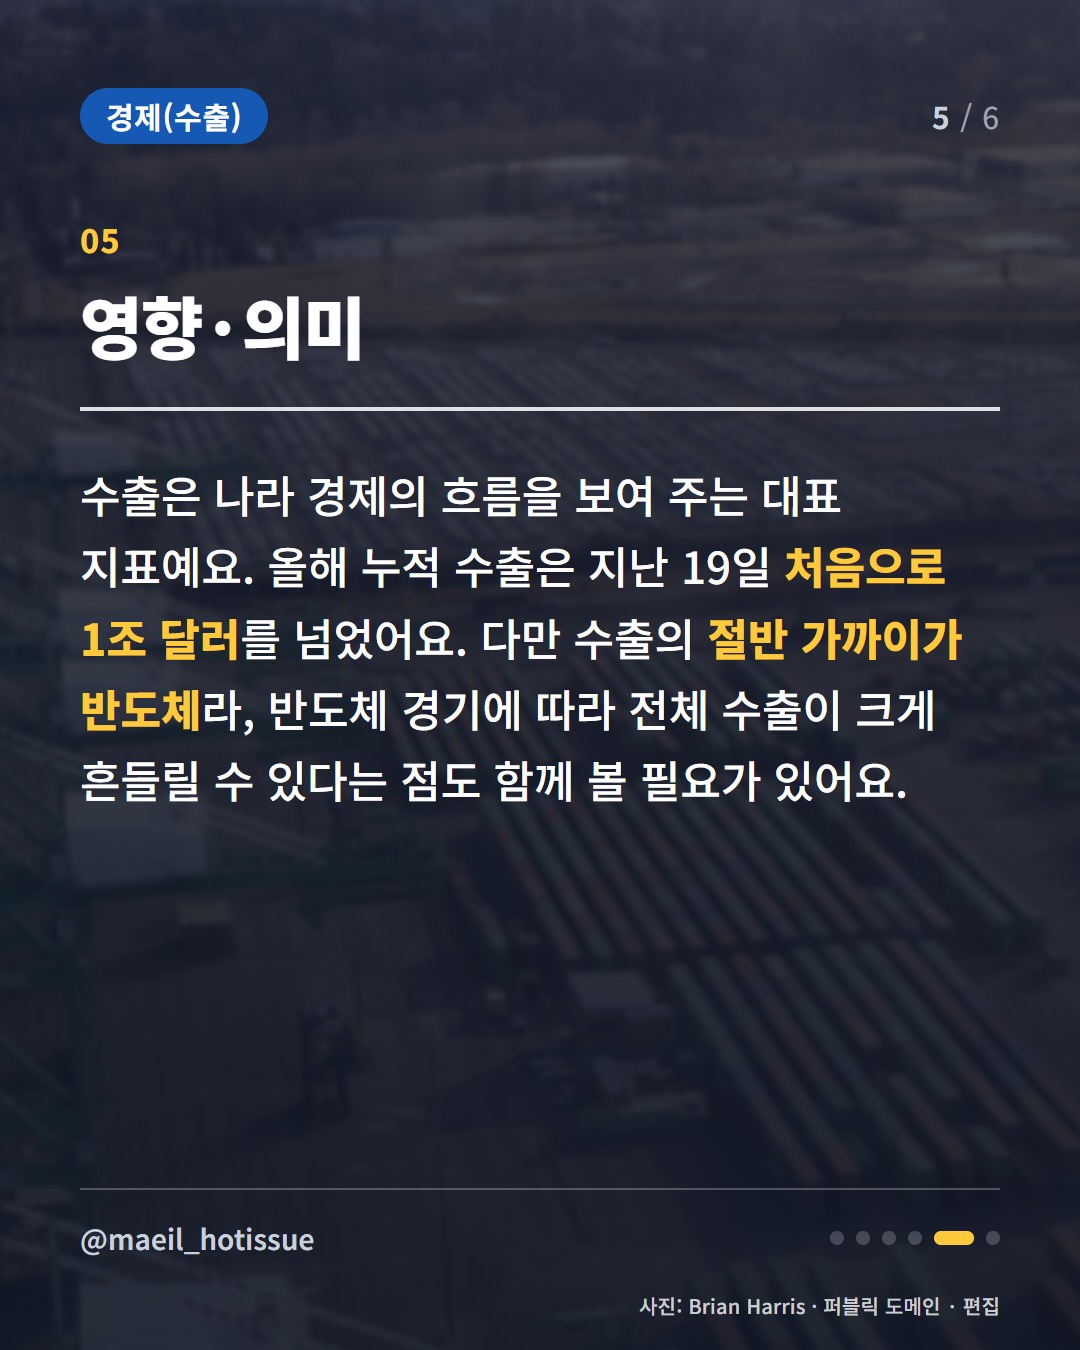 경제(수출)
5 / 6
05
영향·의미
수출은 나라 경제의 흐름을 보여 주는 대표
지표예요. 올해 누적 수출은 지난 19일 처음으로
1조 달러를 넘었어요. 다만 수출의 절반 가까이가
반도체라, 반도체 경기에 따라 전체 수출이 크게
흔들릴 수 있다는 점도 함께 볼 필요가 있어요.
@maeil_hotissue
사진: Brian Harris · 퍼블릭 도메인 · 편집